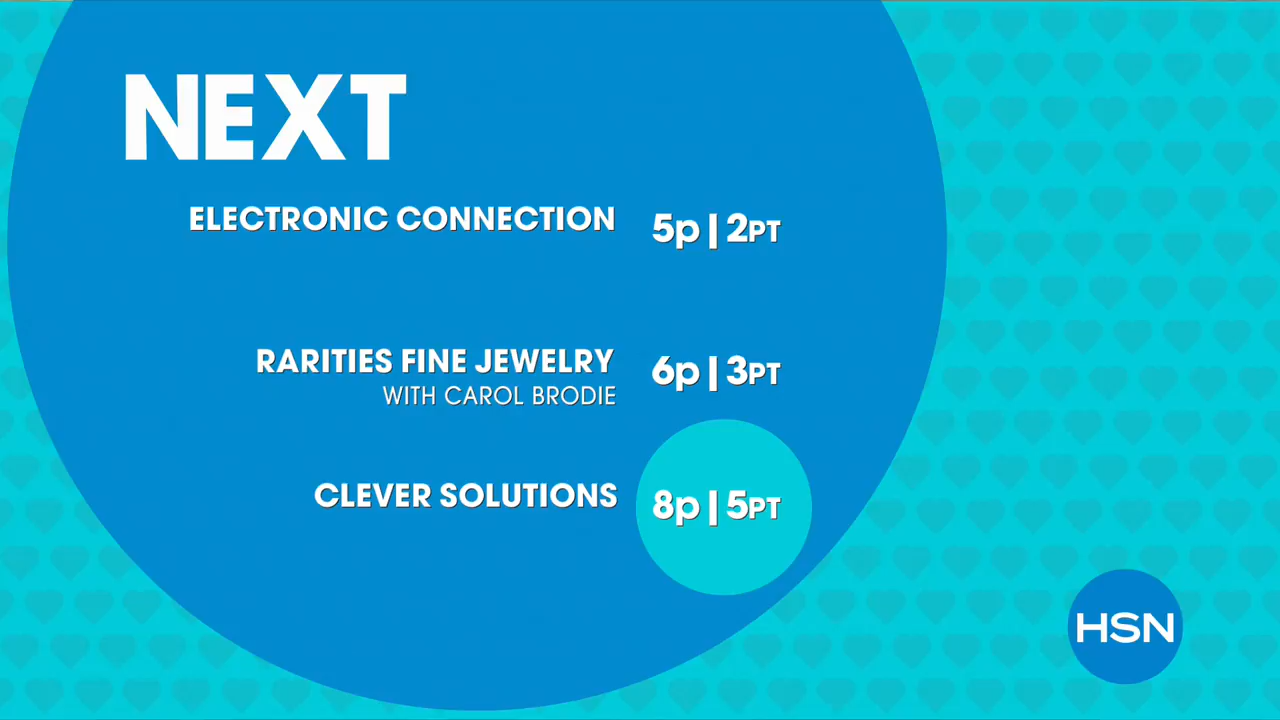 NEXT
ELECTRONIC CONNECTION 5p | 2PT
RARITIES FINE JEWELRY 6p | 3PT
WITH CAROL BRODIE
CLEVER SOLUTIONS 8p | 5PT
HSN